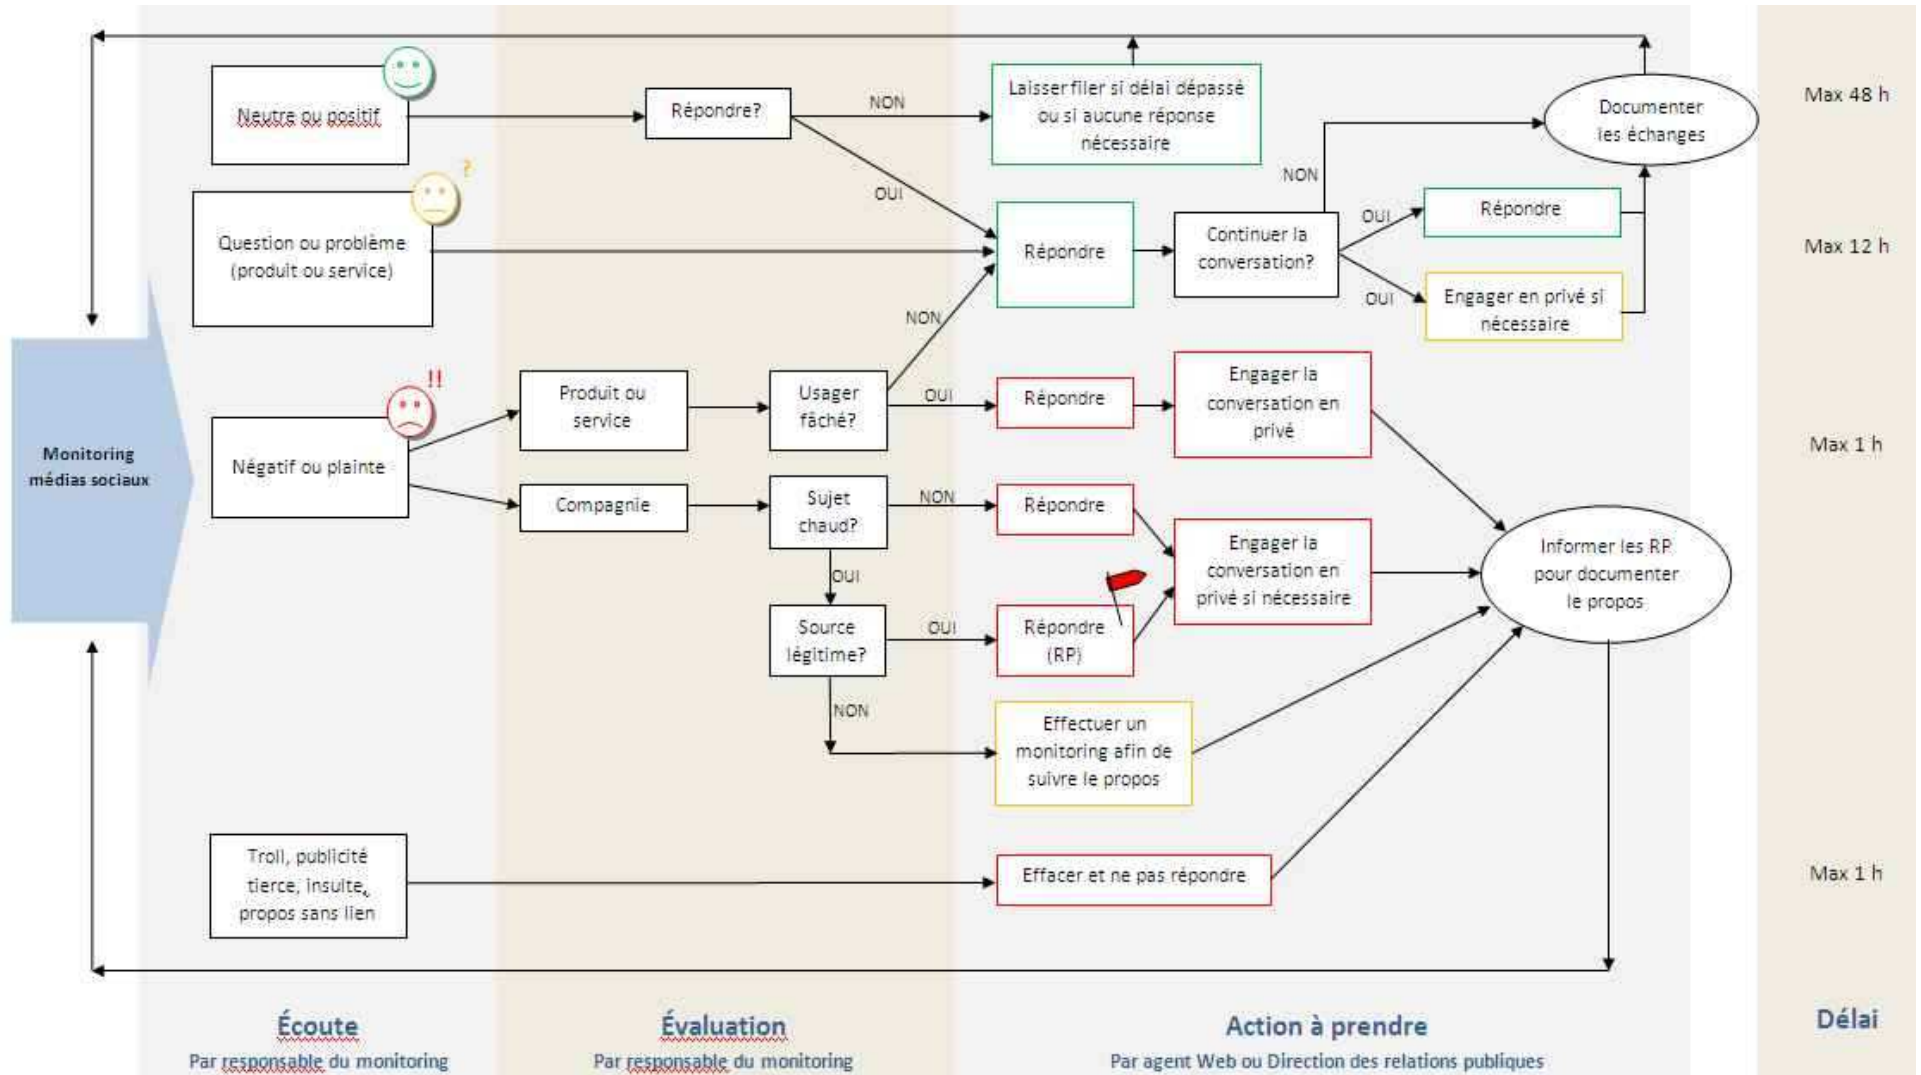 Neutre ou positif
Répondre?
NON
OUI
Laisser filer si délai dépassé
ou si aucune réponse
nécessaire
Documenter
les échanges
Max 48 h
?
Question ou problème
(produit ou service)
Répondre
Continuer la
conversation?
NON
OUI
Répondre
OUI
Engager en privé si
nécessaire
Max 12 h
Monitoring
médias sociaux
!!
Négatif ou plainte
Produit ou
service
Usager
fâché?
NON
OUI
Répondre
Engager la
conversation en
privé
Max 1 h
Compagnie
Sujet
chaud?
NON
Répondre
OUI
Engager la
conversation en
privé si nécessaire
Informer les RP
pour documenter
le propos
Source
légitime?
OUI
Répondre
(RP)
NON
Effectuer un
monitoring afin de
suivre le propos
Troll, publicité
tierce, insulte,
propos sans lien
Effacer et ne pas répondre
Max 1 h
Écoute
Par responsable du monitoring
Évaluation
Par responsable du monitoring
Action à prendre
Par agent Web ou Direction des relations publiques
Délai